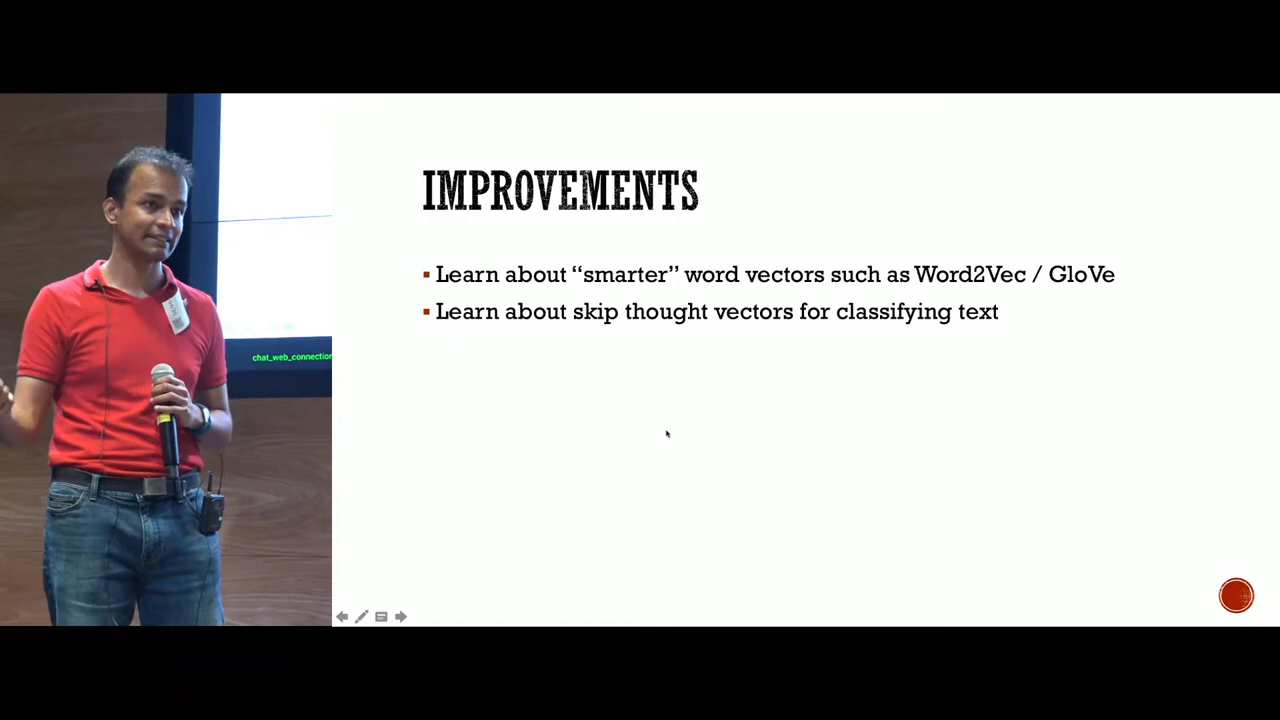 IMPROVEMENTS
Learn about “smarter” word vectors such as Word2Vec / GloVe
Learn about skip thought vectors for classifying text
chat_web_connection